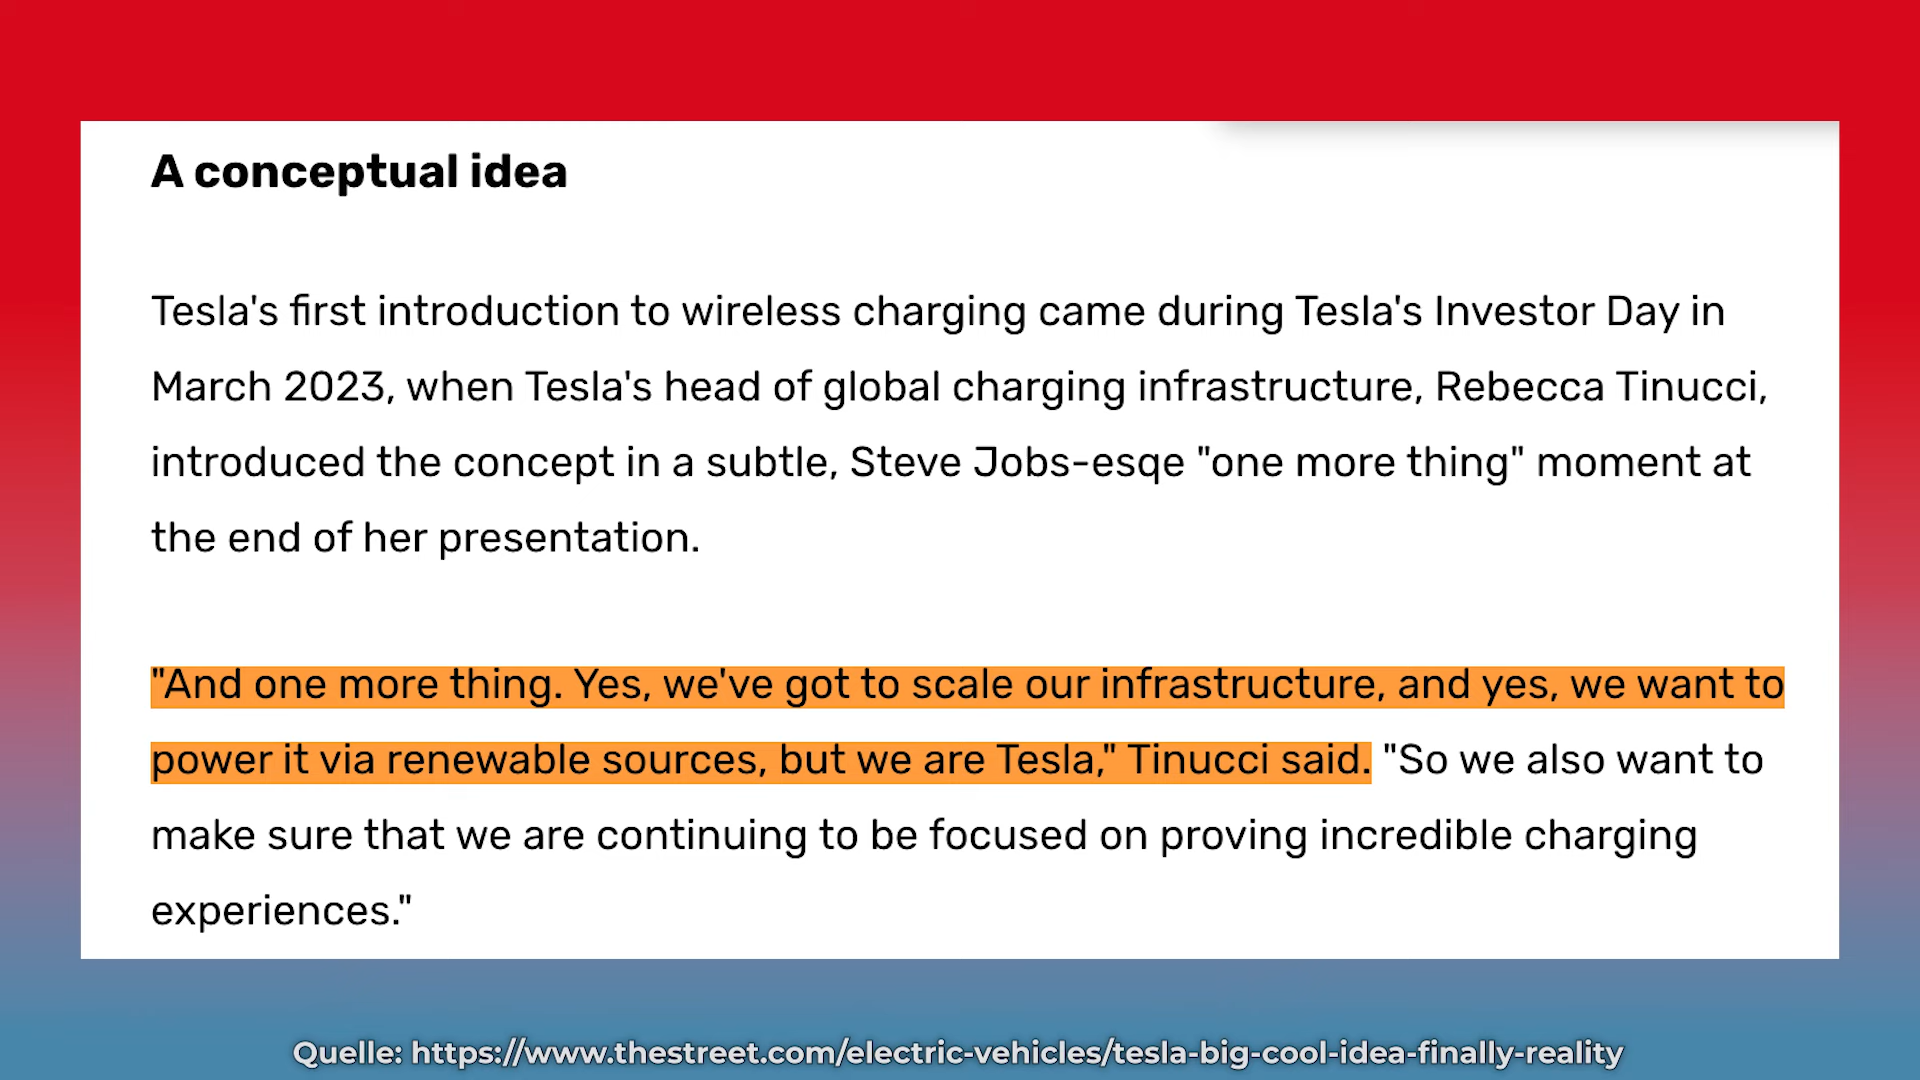 A conceptual idea
Tesla's first introduction to wireless charging came during Tesla's Investor Day in
March 2023, when Tesla's head of global charging infrastructure, Rebecca Tinucci,
introduced the concept in a subtle, Steve Jobs-esqe "one more thing" moment at
the end of her presentation.
"And one more thing. Yes, we've got to scale our infrastructure, and yes, we want to
power it via renewable sources, but we are Tesla," Tinucci said. "So we also want to
make sure that we are continuing to be focused on proving incredible charging
experiences."
Quelle: https://www.thestreet.com/electric-vehicles/tesla-big-cool-idea-finally-reality